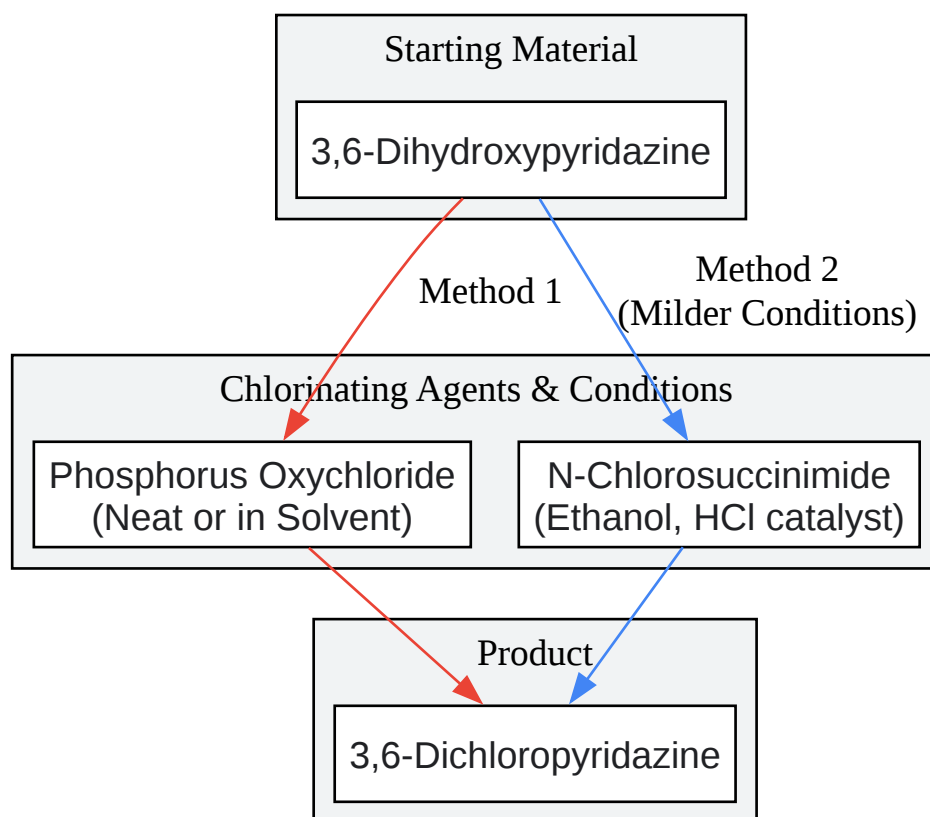 Starting Material
3,6-Dihydroxypyridazine
Method 1
Method 2
(Milder Conditions)
Chlorinating Agents & Conditions
Phosphorus Oxychloride
(Neat or in Solvent)
N-Chlorosuccinimide
(Ethanol, HCl catalyst)
Product
3,6-Dichloropyridazine